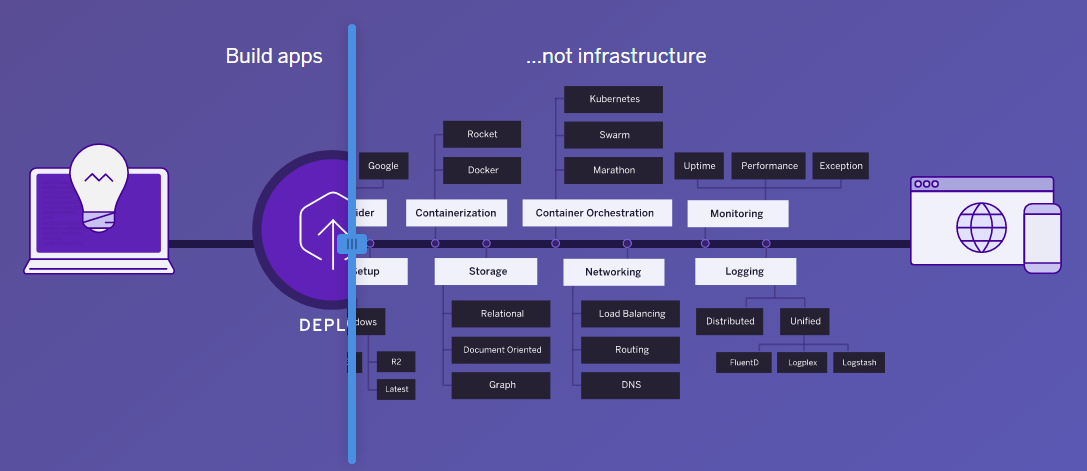 Build apps
...not infrastructure
Kubernetes
Rocket
Swarm
Google
Docker
Marathon
Uptime
Performance
Exception
ider
Containerization
Container Orchestration
Monitoring
Setup
Storage
Networking
Logging
DEPL
dows
Relational
Load Balancing
Distributed
Unified
R2
Document Oriented
Routing
FluentD
Logplex
Logstash
Latest
Graph
DNS